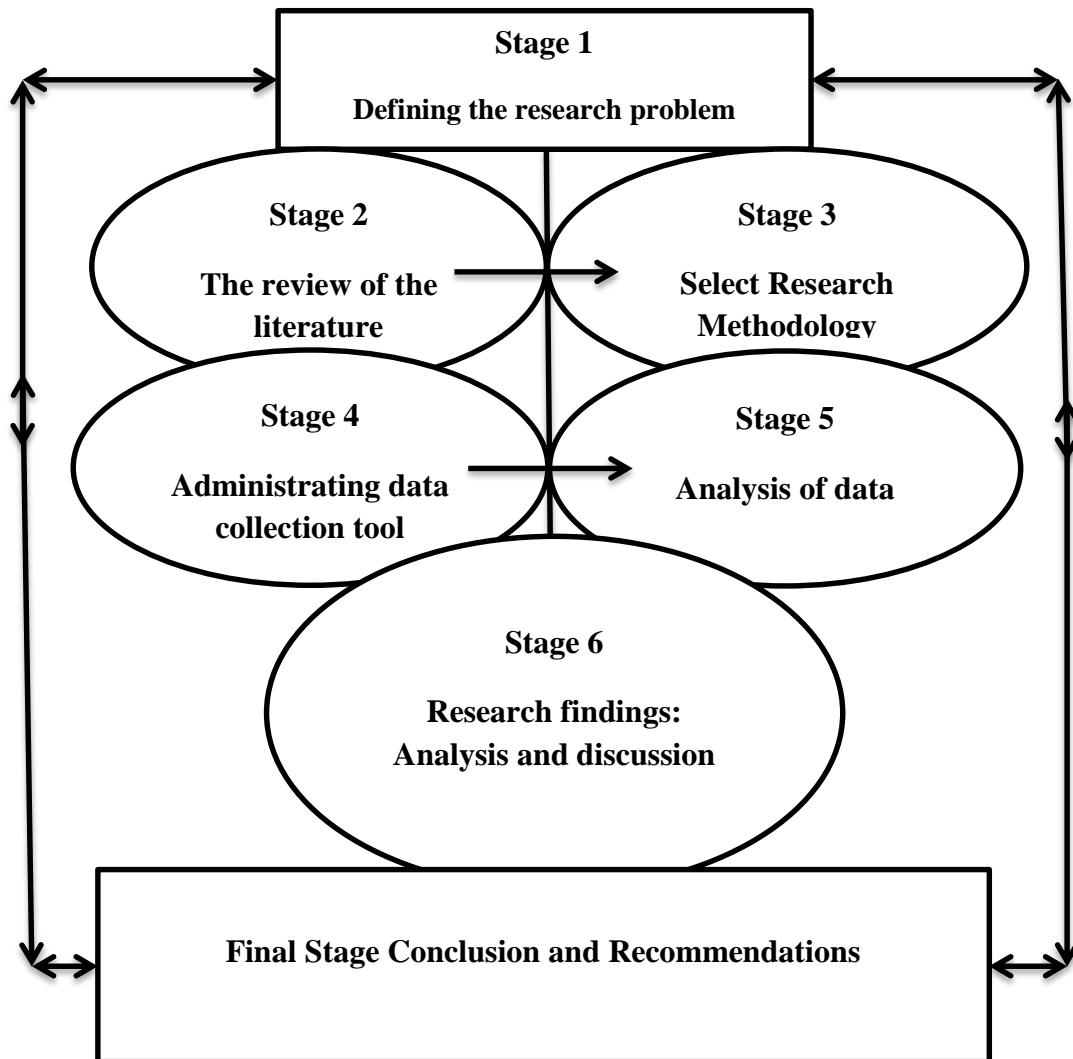 Stage 1
Defining the research problem
Stage 2
The review of the
literature
Stage 3
Select Research
Methodology
Stage 4
Administrating data
collection tool
Stage 5
Analysis of data
Stage 6
Research findings:
Analysis and discussion
Final Stage Conclusion and Recommendations